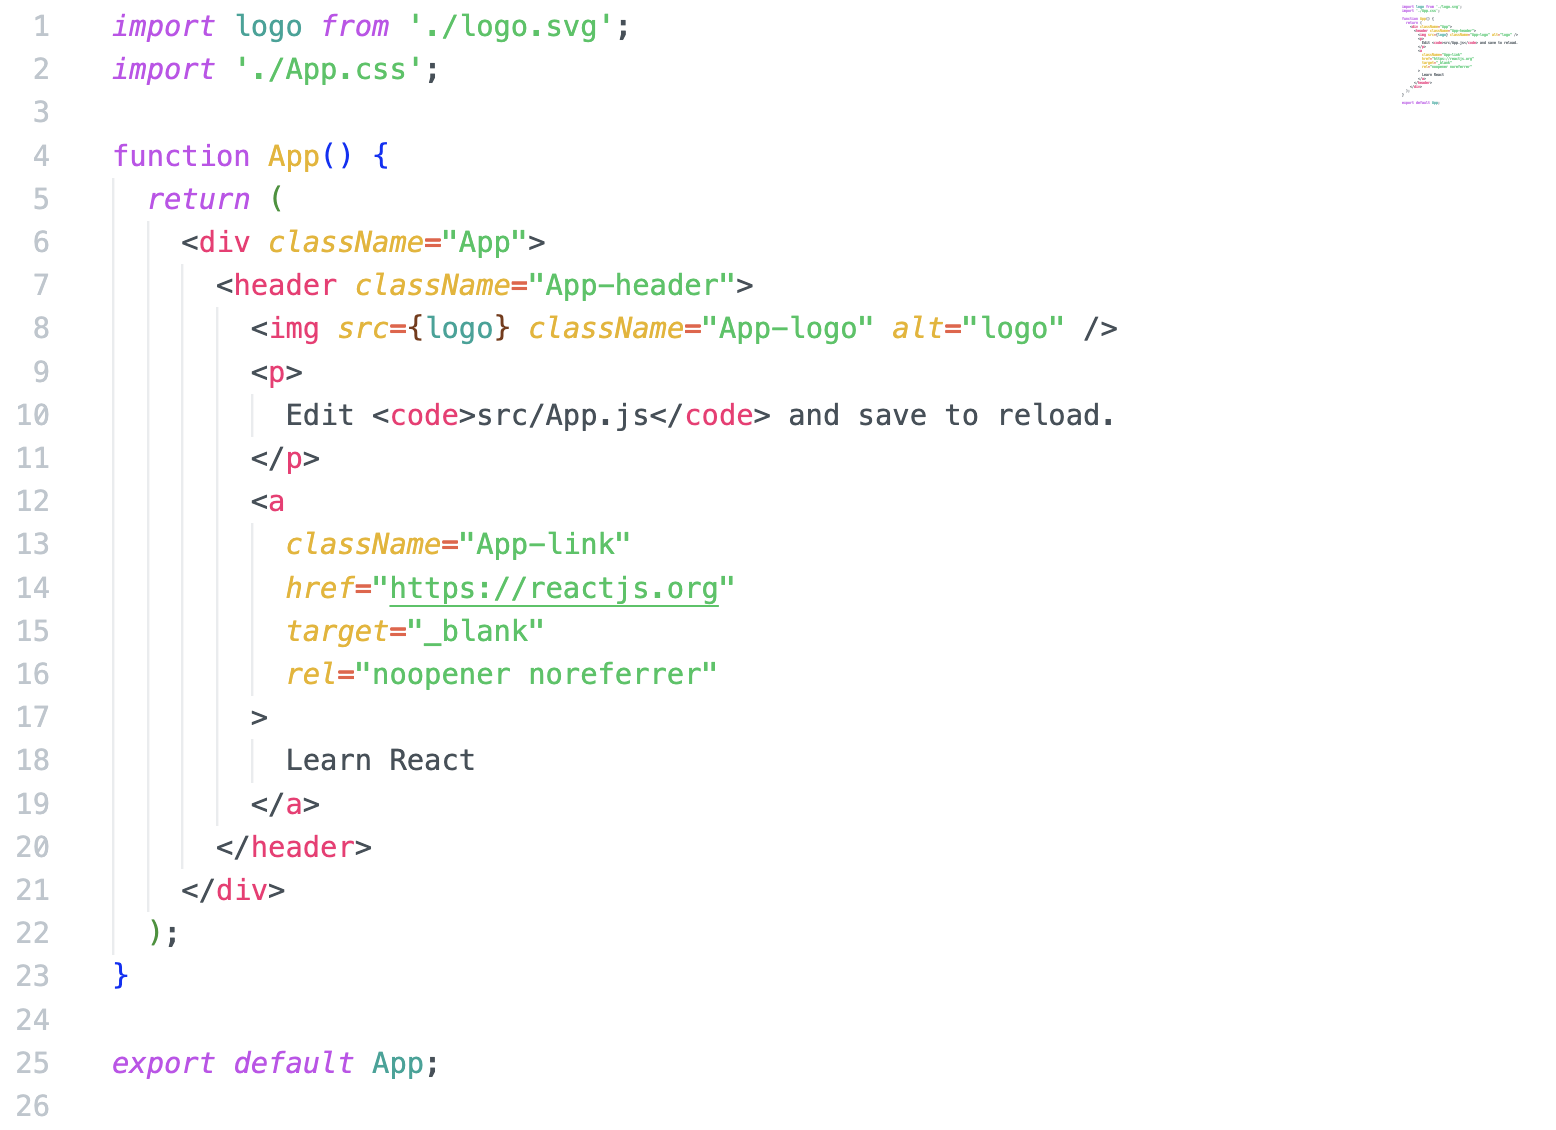 1 import logo from './logo.svg';
2 import './App.css';
3
4 function App() {
5   return (
6     <div className="App">
7       <header className="App-header">
8         <img src={logo} className="App-logo" alt="logo" />
9         <p>
10           Edit <code>src/App.js</code> and save to reload.
11         </p>
12         <a
13           className="App-link"
14           href="https://reactjs.org"
15           target="_blank"
16           rel="noopener noreferrer"
17         >
18           Learn React
19         </a>
20       </header>
21     </div>
22   );
23 }
24
25 export default App;
26